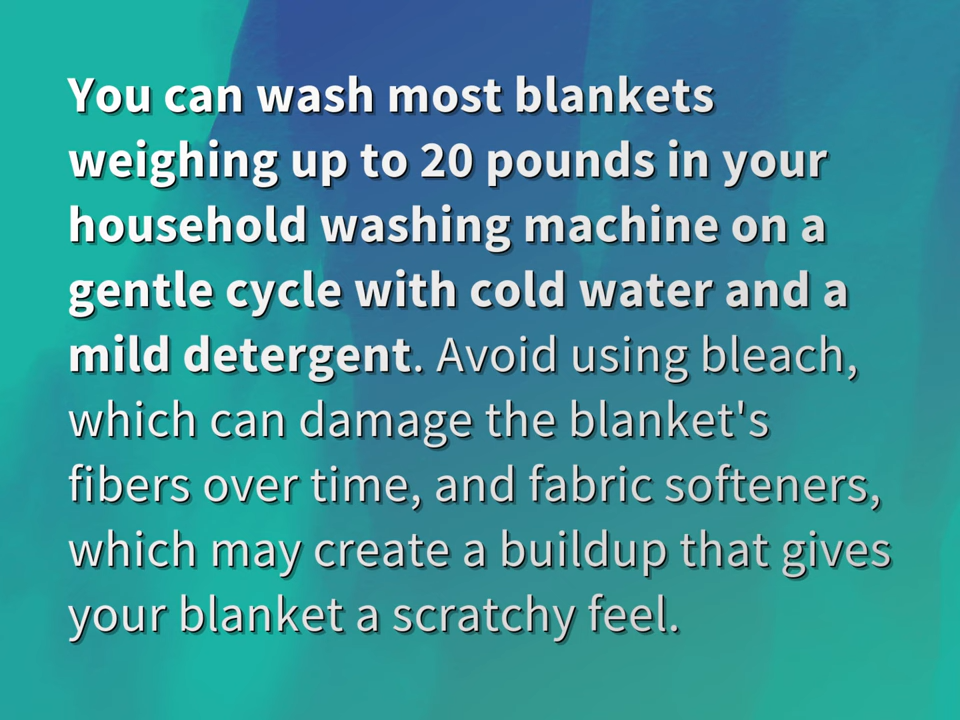 You can wash most blankets
weighing up to 20 pounds in your
household washing machine on a
gentle cycle with cold water and a
mild detergent. Avoid using bleach,
which can damage the blanket's
fibers over time, and fabric softeners,
which may create a buildup that gives
your blanket a scratchy feel.